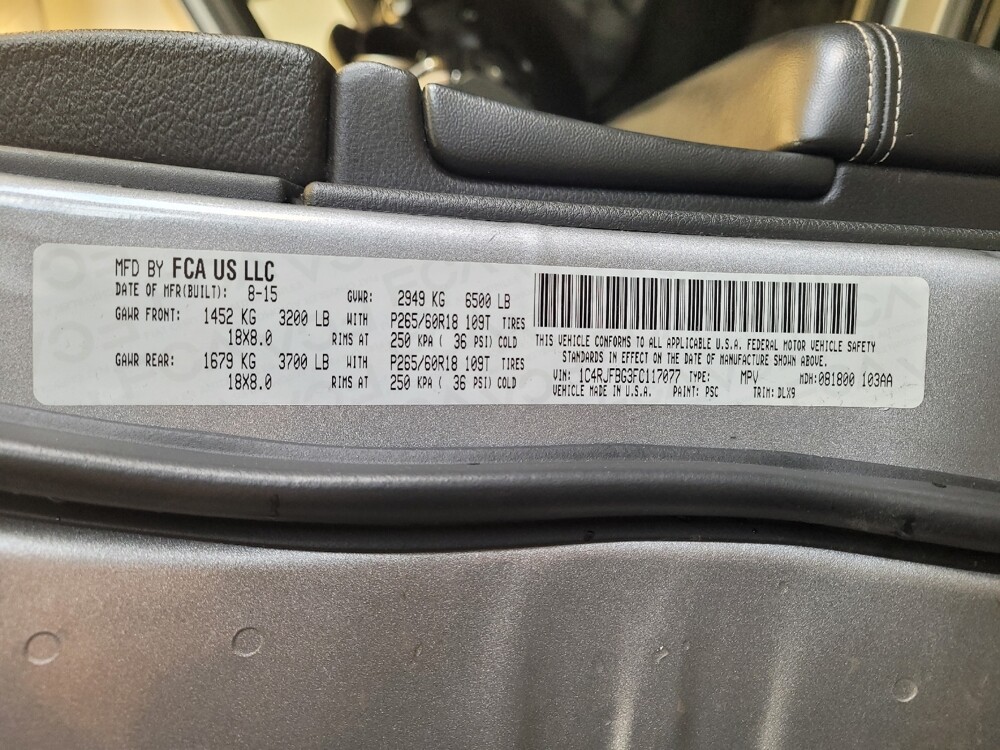 MFD BY FCA US LLC
DATE OF MFR(BUILT): 8-15 GVWR: 2949 KG 6500 LB
GAWR FRONT: 1452 KG 3200 LB WITH P265/60R18 109T TIRES
18X8.0 RIMS AT 250 KPA ( 36 PSI) COLD
GAWR REAR: 1679 KG 3700 LB WITH P265/60R18 109T TIRES
18X8.0 RIMS AT 250 KPA ( 36 PSI) COLD
THIS VEHICLE CONFORMS TO ALL APPLICABLE U.S.A. FEDERAL MOTOR VEHICLE SAFETY
STANDARDS IN EFFECT ON THE DATE OF MANUFACTURE SHOWN ABOVE.
VIN: 1C4RJFBG3FC117077 TYPE: MPV MDH: 081800 103AA
VEHICLE MADE IN U.S.A. PAINT: PSC TRIM: DLX9